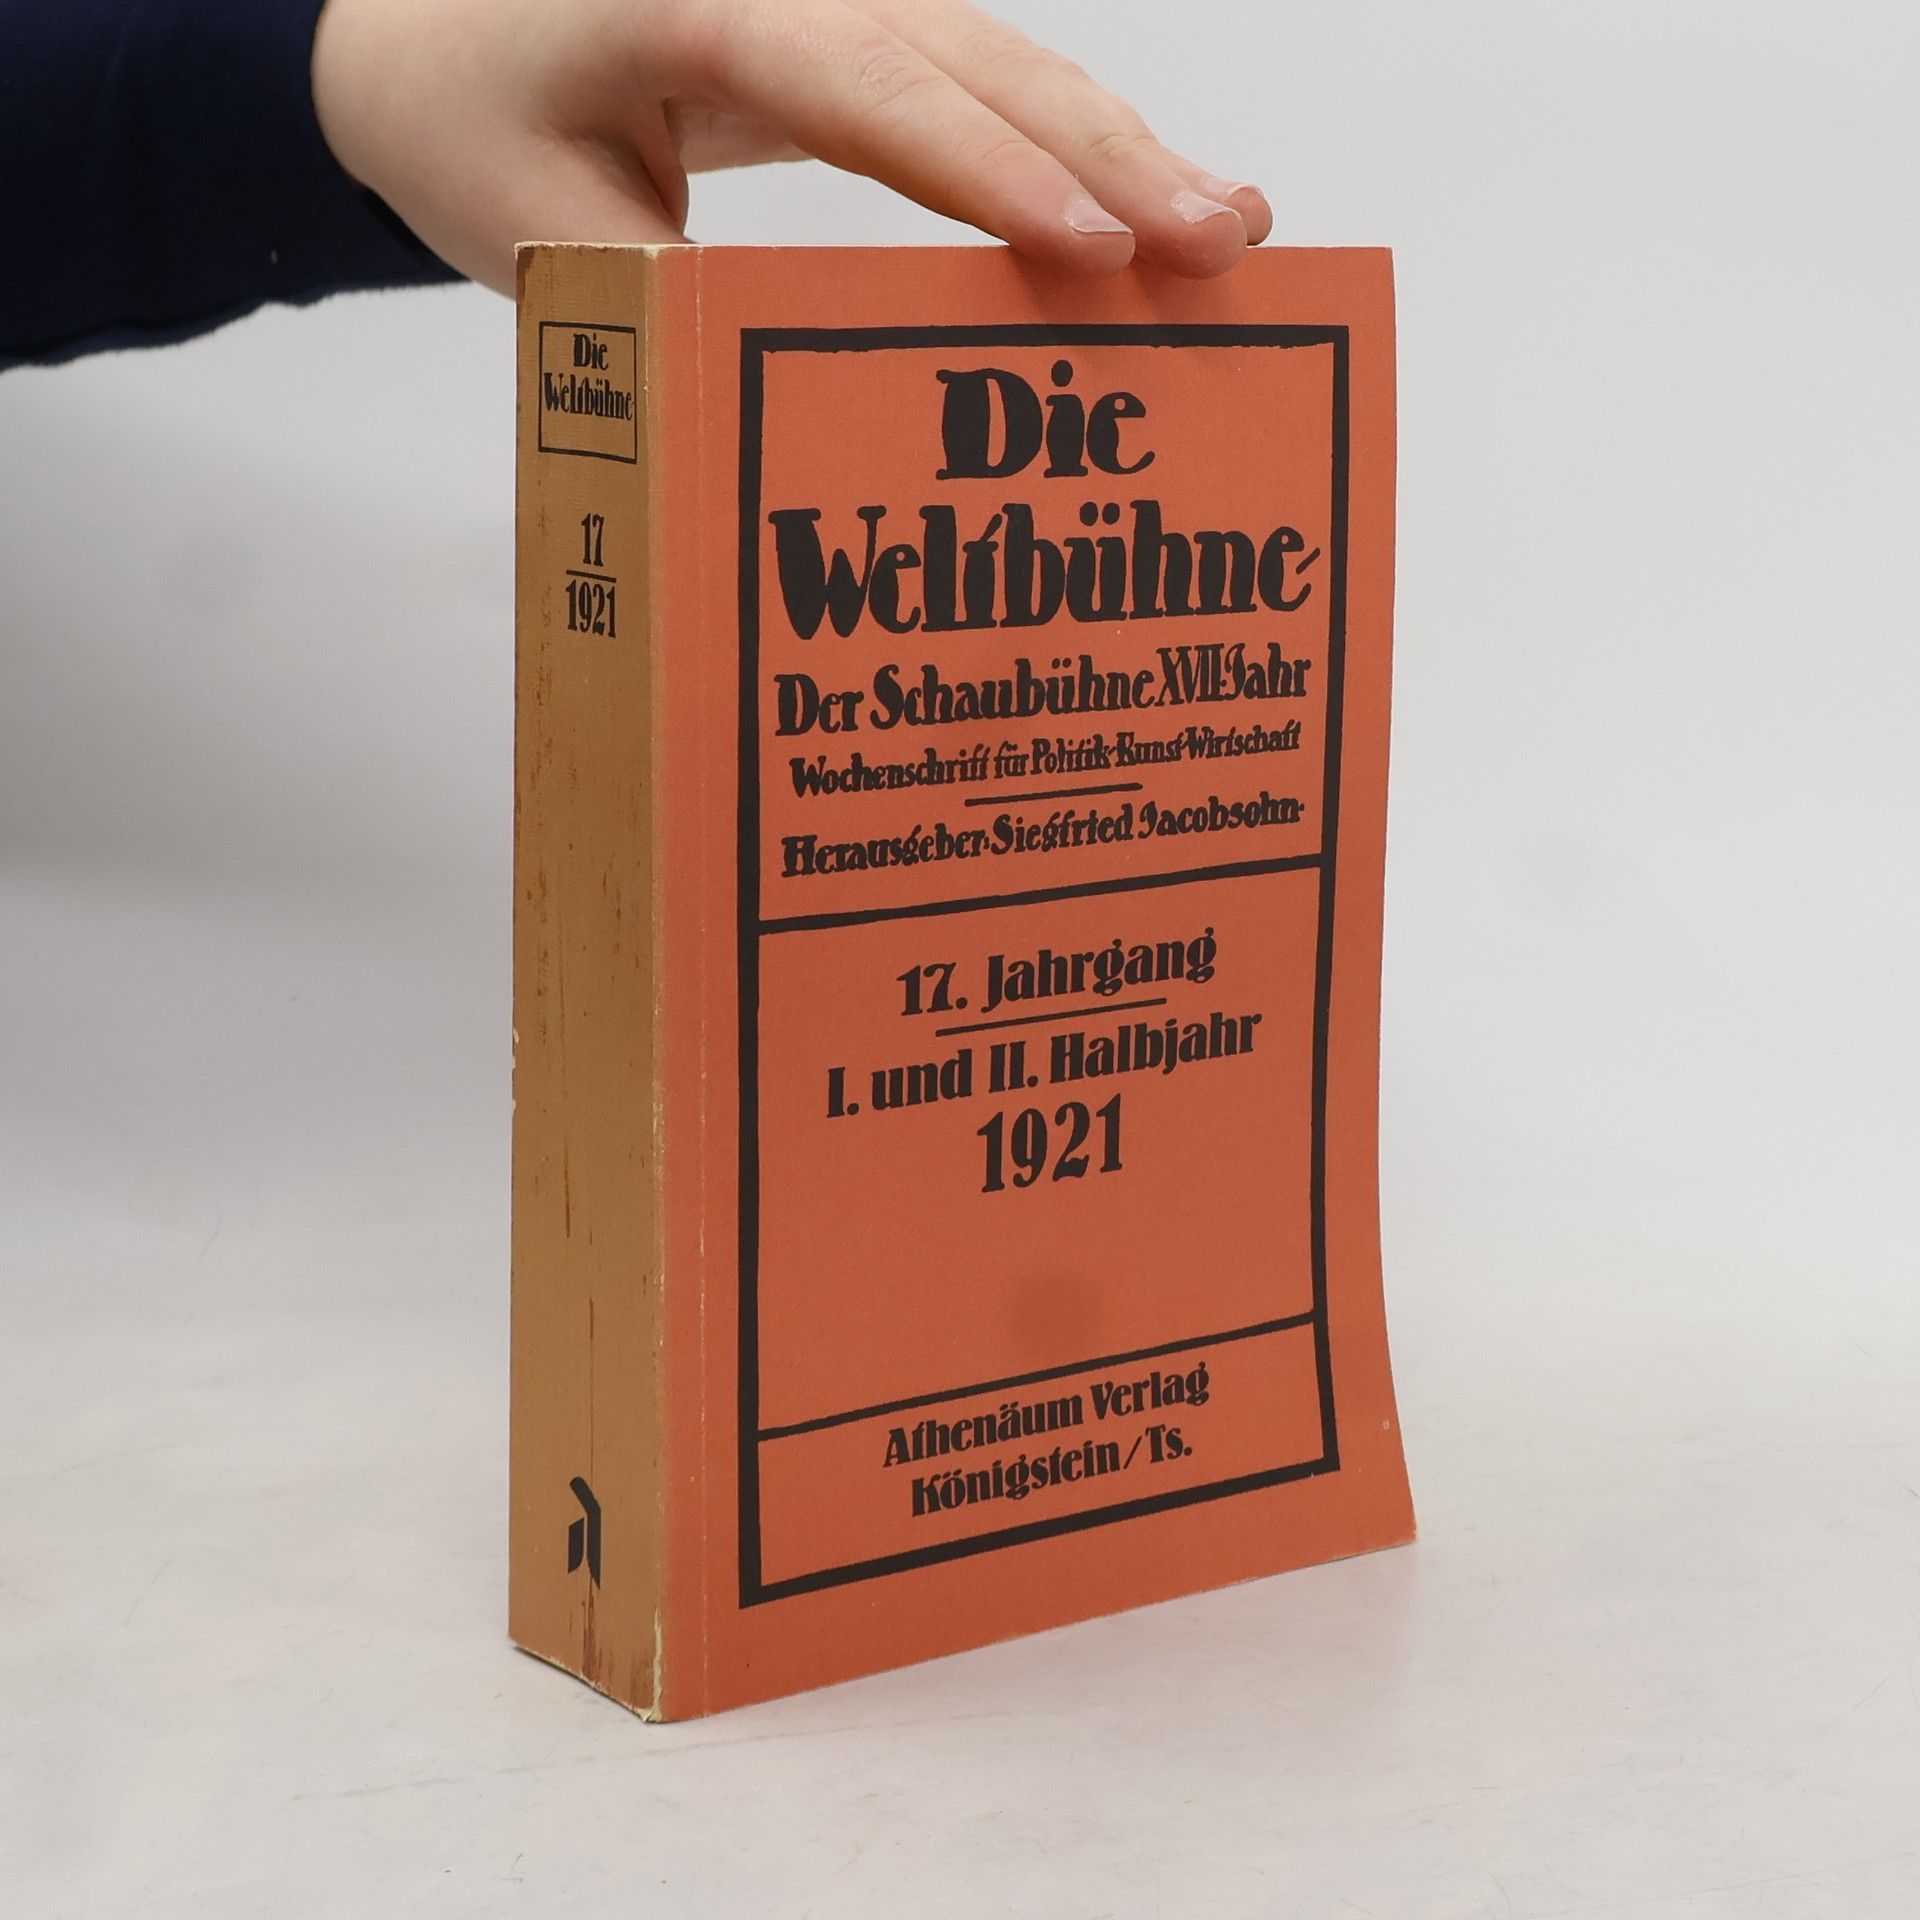 Die
Weltbühne
17
1921
Die
Weltbühne
Der Schaubühne XVII. Jahr
Wochenschrift für Politik-Kunst-Wirtschaft
Herausgeber: Siegfried Jacobsohn
17. Jahrgang
I. und II. Halbjahr
1921
Athenäum Verlag
Königstein/Ts.